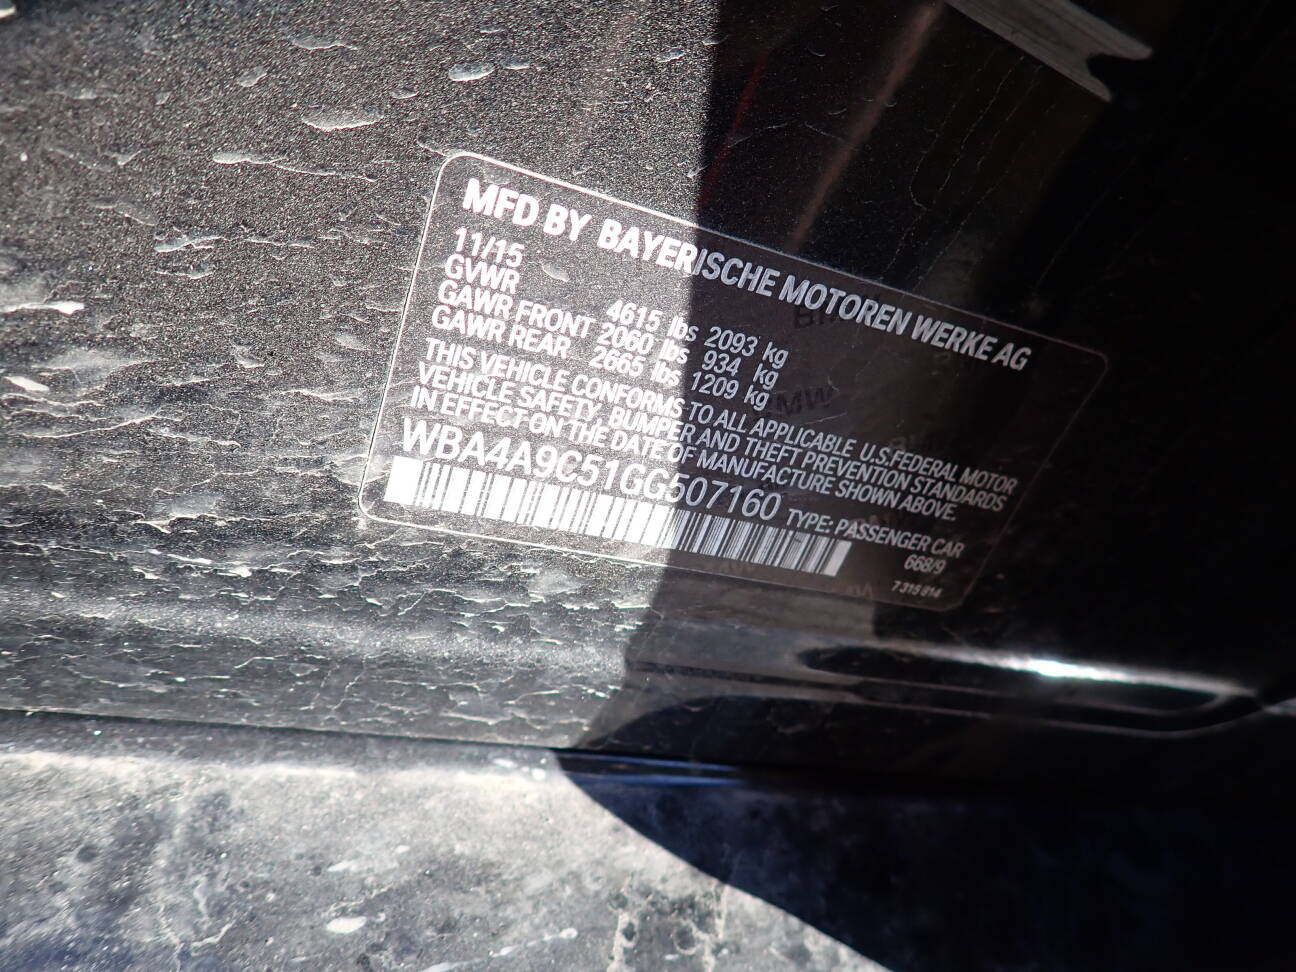 MFD BY BAYERISCHE MOTOREN WERKE AG
11/15
GVWR 4615 lbs 2093 kg
GAWR FRONT 2060 lbs 934 kg
GAWR REAR 2665 lbs 1209 kg
THIS VEHICLE CONFORMS TO ALL APPLICABLE U.S.FEDERAL MOTOR
VEHICLE SAFETY, BUMPER AND THEFT PREVENTION STANDARDS
IN EFFECT ON THE DATE OF MANUFACTURE SHOWN ABOVE.
WBA4A9C51GG507160 TYPE: PASSENGER CAR
668/9
7 315 814